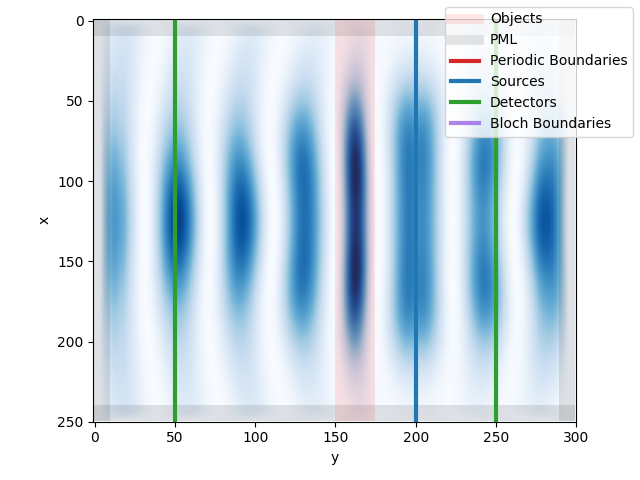 Objects
PML
Periodic Boundaries
Sources
Detectors
Bloch Boundaries
0
50
100
150
200
250
x
0 50 100 150 200 250 300
y